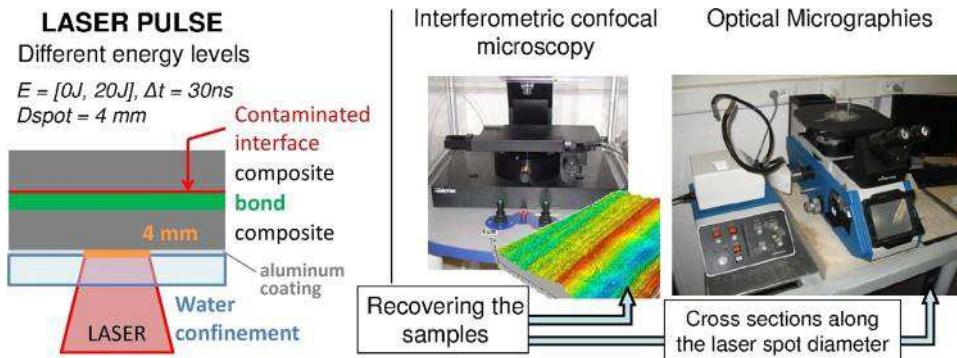 LASER PULSE
Different energy levels
E = [0J, 20J], Δt = 30ns
Dspot = 4 mm
Contaminated
interface
composite
bond
composite
4 mm
aluminum
coating
Water
confinement
LASER
Interferometric confocal
microscopy
Recovering the
samples
Optical Micrographies
Cross sections along
the laser spot diameter